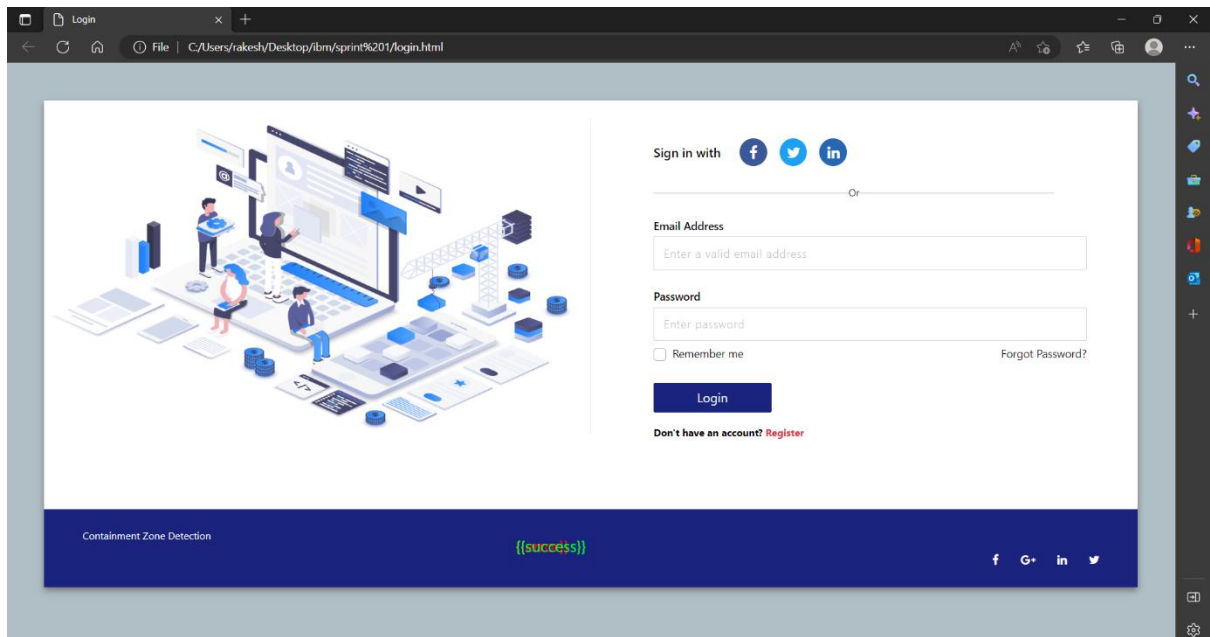 Login
File | C:/Users/rakesh/Desktop/ibm/sprint%201/login.html
Sign in with
Or
Email Address
Enter a valid email address
Password
Enter password
Remember me Forgot Password?
Login
Don't have an account? Register
Containment Zone Detection
{{success}}
f G+ in